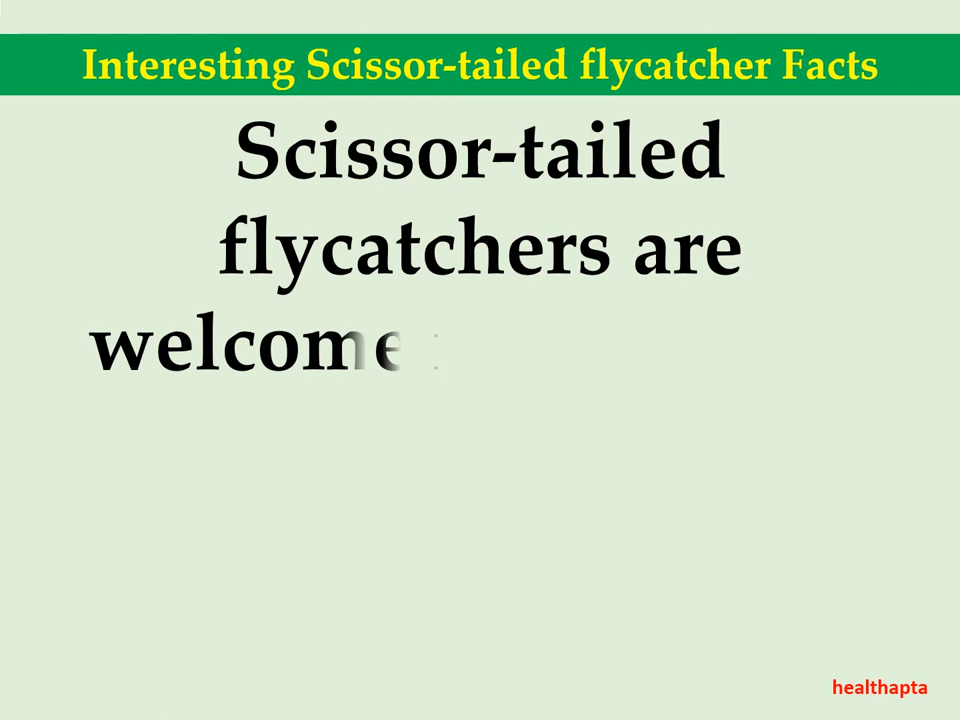 Interesting Scissor-tailed flycatcher Facts
Scissor-tailed
flycatchers are
welcome
healthapta